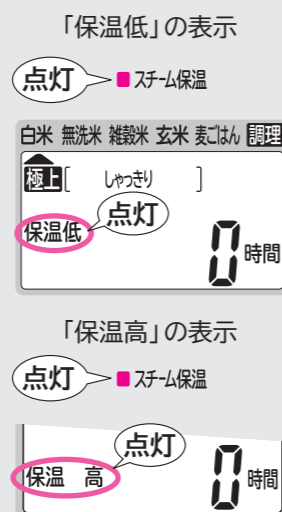 「保温低」の表示
点灯 スチーム保温
白米 無洗米 雑穀米 玄米 麦ごはん 調理
極上[ しゃっきり ]
点灯
保温低 0時間
「保温高」の表示
点灯 スチーム保温
点灯
保温 高 0時間